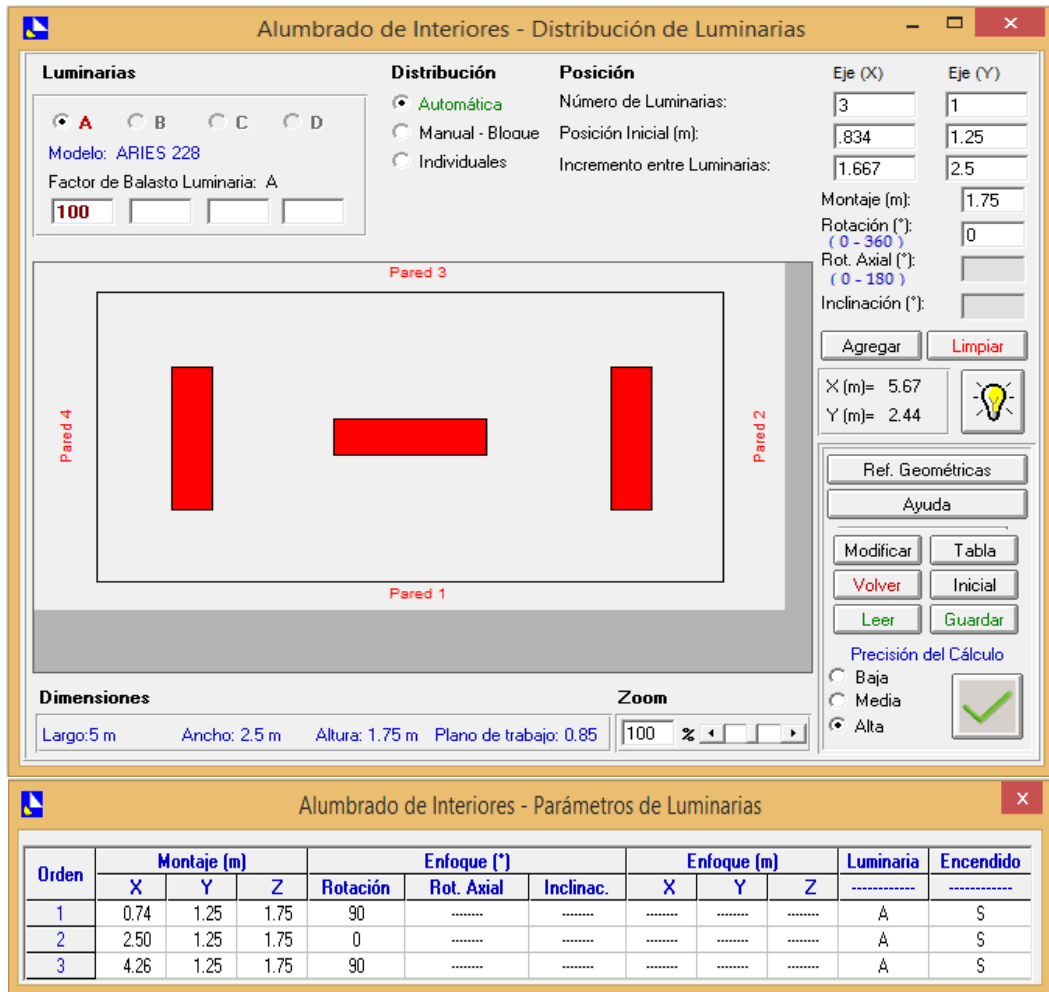 Alumbrado de Interiores - Distribución de Luminarias
Luminarias
A B C D
Modelo: ARIES 228
Factor de Balasto Luminaria: A
100
Distribución
Automática
Manual - Bloque
Individuales
Posición
Eje (X) Eje (Y)
Número de Luminarias: 3 1
Posición Inicial (m): .834 1.25
Incremento entre Luminarias: 1.667 2.5
Montaje (m): 1.75
Rotación (°): 0
( 0 - 360 )
Rot. Axial (°):
( 0 - 180 )
Inclinación (°):
Agregar Limpiar
X (m)= 5.67
Y (m)= 2.44
Ref. Geométricas
Ayuda
Modificar Tabla
Volver Inicial
Leer Guardar
Precisión del Cálculo
Baja
Media
Alta
Pared 3
Pared 4
Pared 2
Pared 1
Dimensiones
Largo:5 m Ancho: 2.5 m Altura: 1.75 m Plano de trabajo: 0.85
Zoom
100 %
Alumbrado de Interiores - Parámetros de Luminarias
Orden Montaje (m) Enfoque (°) Enfoque (m) Luminaria Encendido
X Y Z Rotación Rot. Axial Inclinac. X Y Z ------------ ------------
1 0.74 1.25 1.75 90 -------- -------- -------- -------- -------- A S
2 2.50 1.25 1.75 0 -------- -------- -------- -------- -------- A S
3 4.26 1.25 1.75 90 -------- -------- -------- -------- -------- A S